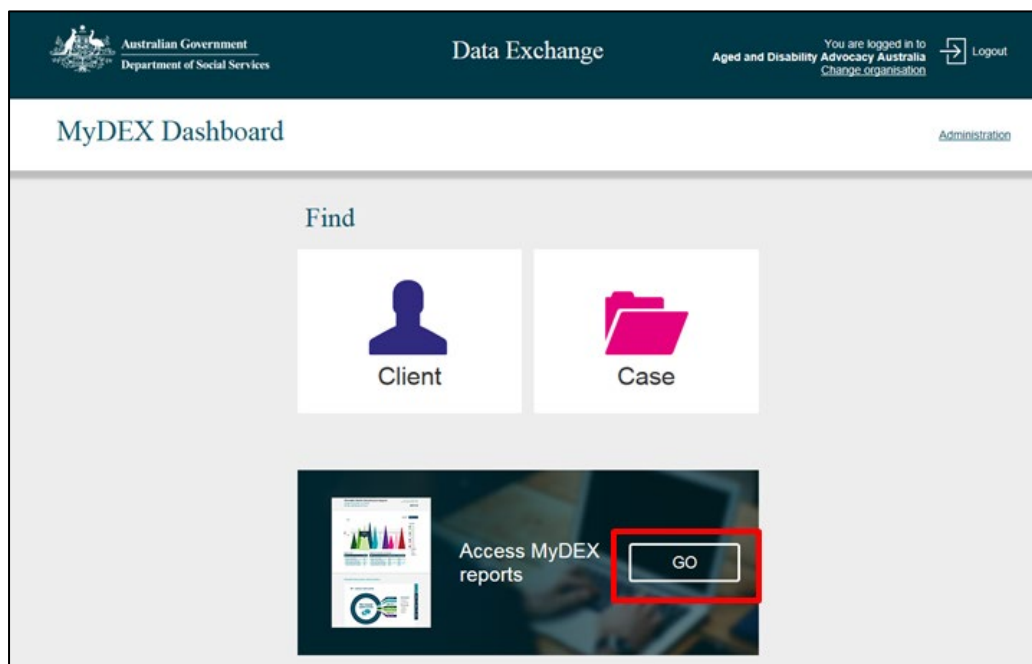 Australian Government
Department of Social Services
Data Exchange
You are logged in to
Aged and Disability Advocacy Australia
Change organisation
Logout
MyDEX Dashboard
Administration
Find
Client
Case
Access MyDEX
reports
GO